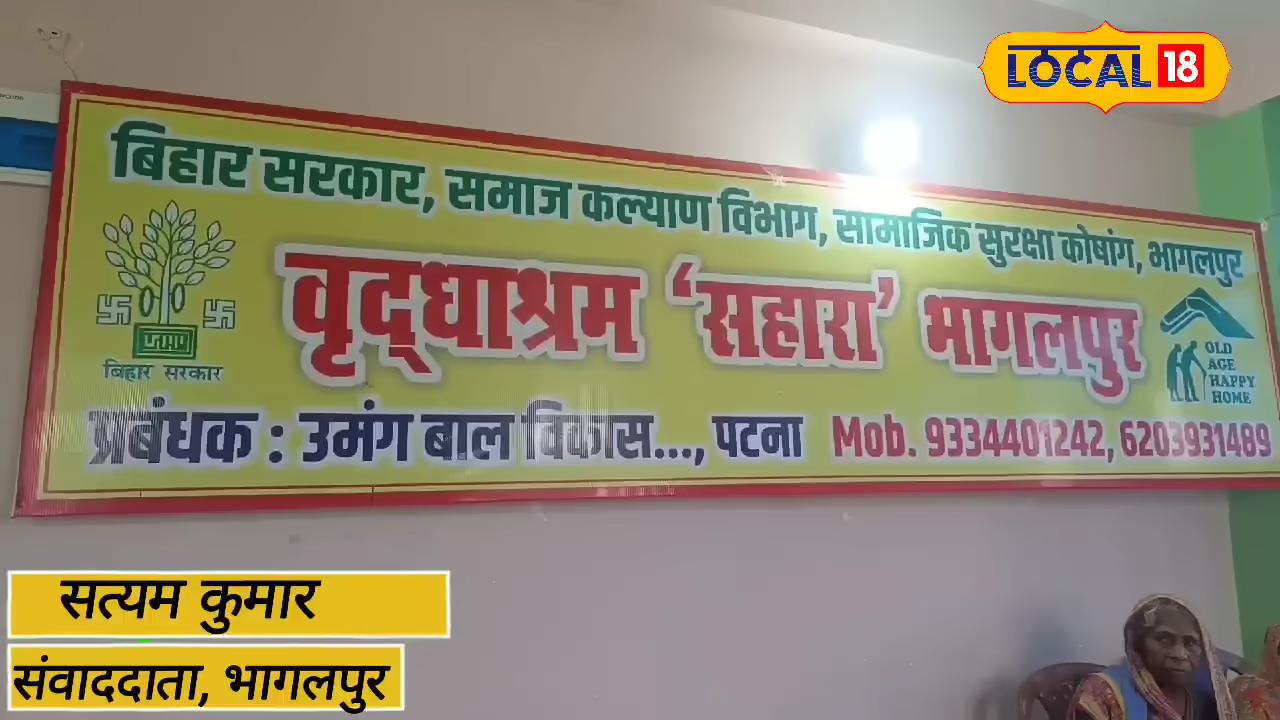 LOCAL 18
बिहार सरकार, समाज कल्याण विभाग, सामाजिक सुरक्षा कोषांग, भागलपुर
वृद्धाश्रम ‘सहारा’ भागलपुर
बिहार सरकार
OLD
AGE
HAPPY
HOME
प्रबंधक : उमंग बाल विकास..., पटना Mob. 9334401242, 6203931489
सत्यम कुमार
संवाददाता, भागलपुर